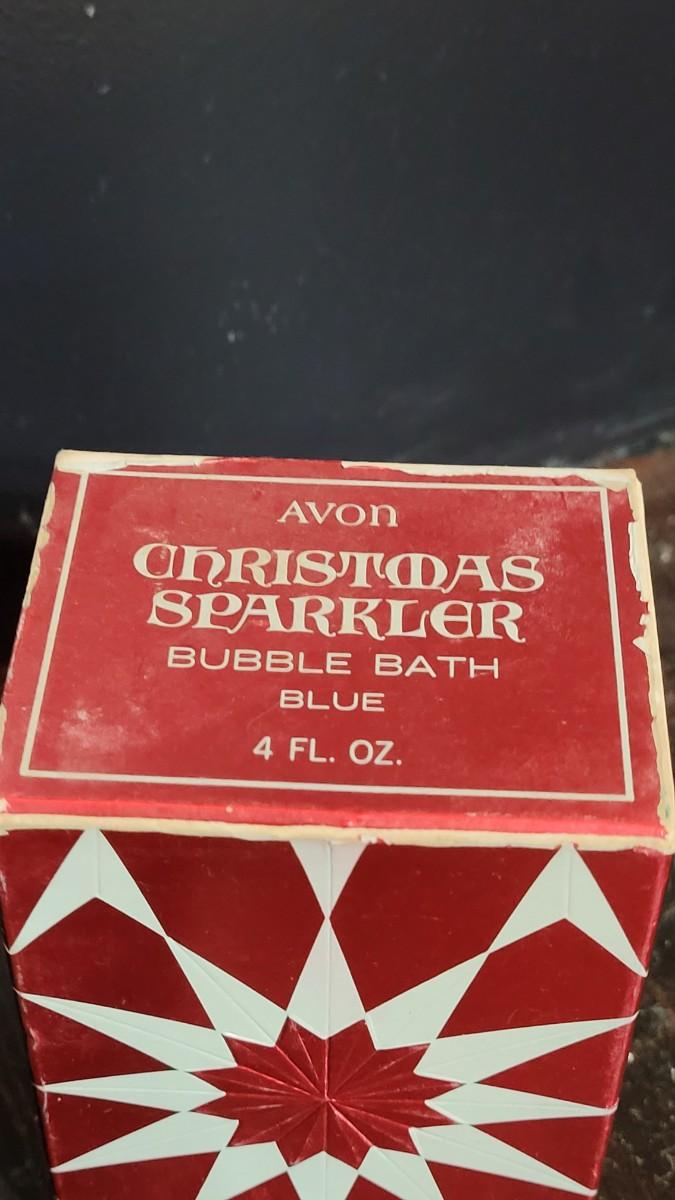 AVON
CHRISTMAS
SPARKLER
BUBBLE BATH
BLUE
4 FL. OZ.